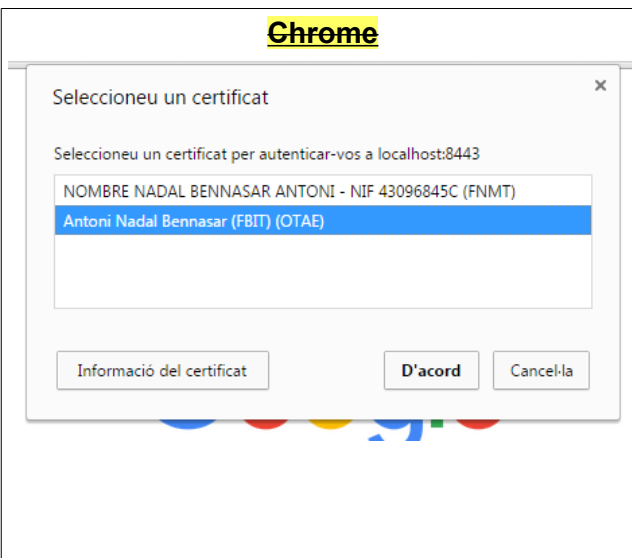 Chrome
Seleccioneu un certificat
Seleccioneu un certificat per autenticar-vos a localhost:8443
NOMBRE NADAL BENNASAR ANTONI - NIF 43096845C (FNMT)
Antoni Nadal Bennasar (FBIT) (OTAE)
Informació del certificat
D'acord
Cancel·la